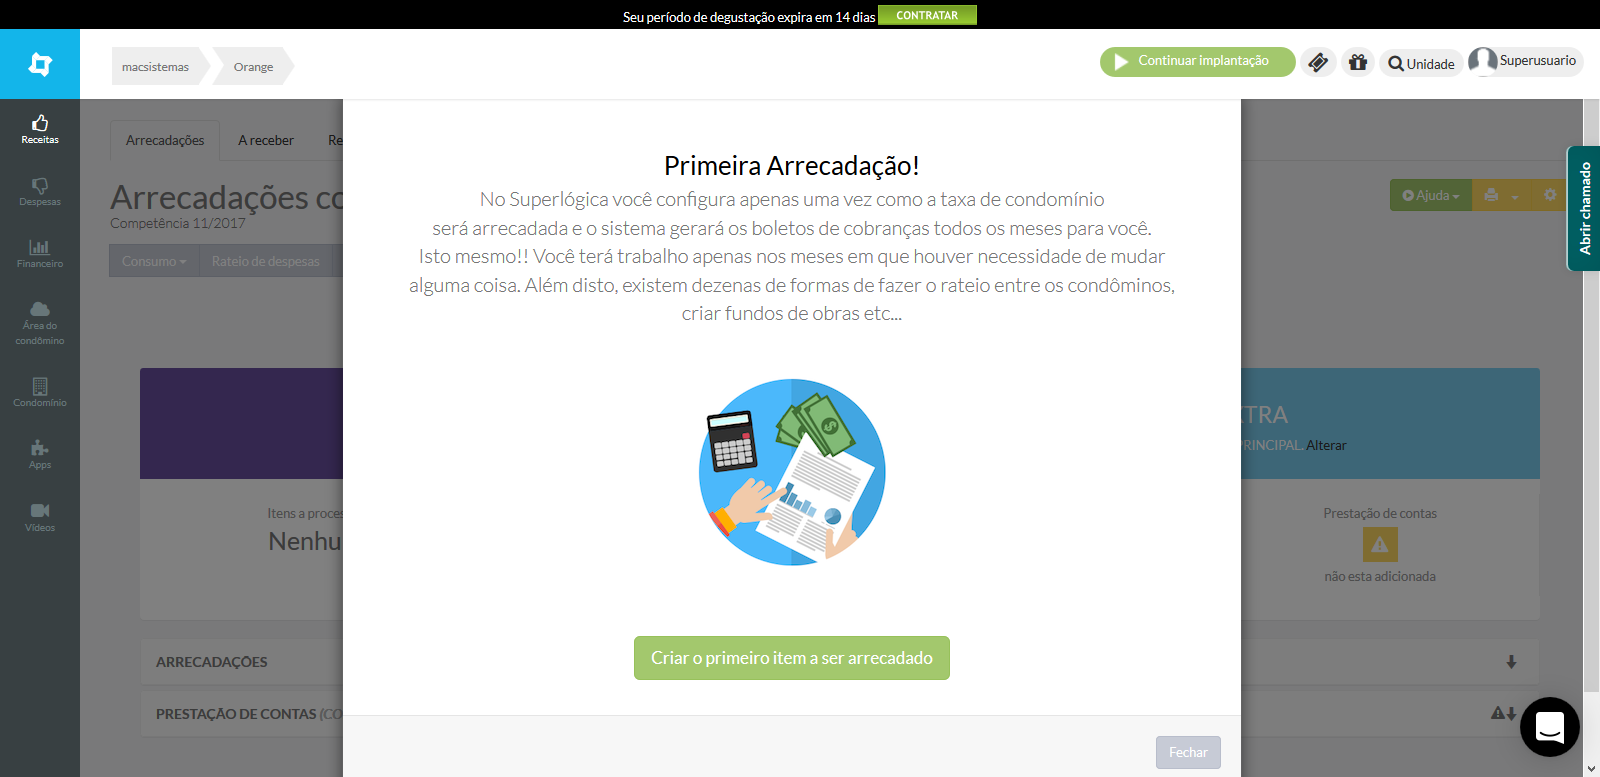 Seu período de degustação expira em 14 dias CONTRATAR
macsistemas Orange Continuar implantação Unidade Superusuario
Receitas
Despesas
Financeiro
Área do
condômino
Condomínio
Apps
Vídeos
Arrecadações A receber Re
Arrecadações co
Competência 11/2017
Consumo Rateio de despesas
Ajuda
Abrir chamado
Primeira Arrecadação!
No Superlógica você configura apenas uma vez como a taxa de condomínio
será arrecadada e o sistema gerará os boletos de cobranças todos os meses para você.
Isto mesmo!! Você terá trabalho apenas nos meses em que houver necessidade de mudar
alguma coisa. Além disto, existem dezenas de formas de fazer o rateio entre os condôminos,
criar fundos de obras etc...
Criar o primeiro item a ser arrecadado
Fechar
XTRA
PRINCIPAL. Alterar
Itens a proces
Nenhu
Prestação de contas
não esta adicionada
ARRECADAÇÕES
PRESTAÇÃO DE CONTAS (CO